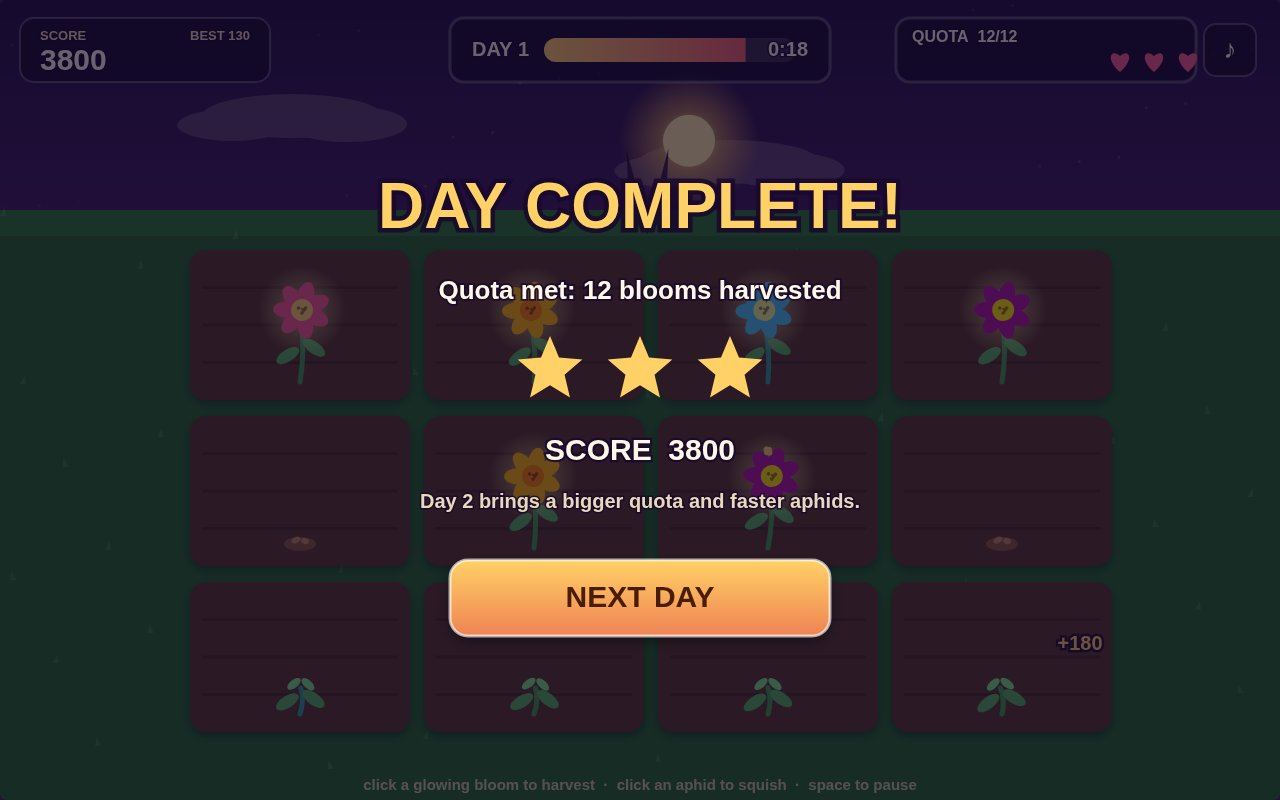 SCORE BEST 130
3800
DAY 1 0:18
QUOTA 12/12
♪
DAY COMPLETE!
Quota met: 12 blooms harvested
SCORE 3800
Day 2 brings a bigger quota and faster aphids.
NEXT DAY
+180
click a glowing bloom to harvest · click an aphid to squish · space to pause